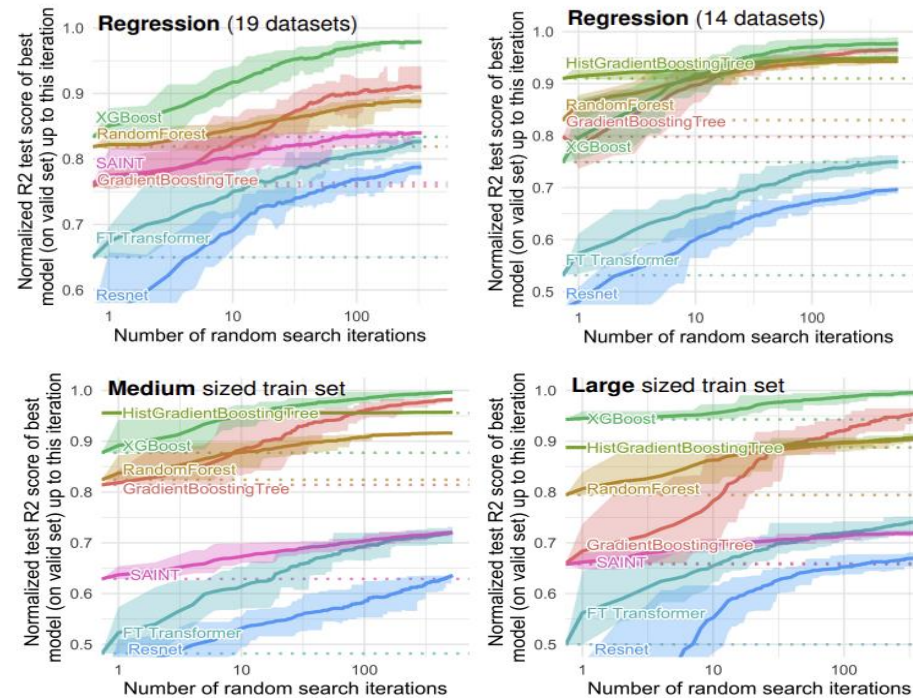 Regression (19 datasets)
Normalized R2 test score of best
model (on valid set) up to this iteration
1.0
0.9
0.8
0.7
0.6
XGBoost
RandomForest
SAINT
GradientBoostingTree
FT Transformer
Resnet
1 10 100
Number of random search iterations
Regression (14 datasets)
Normalized R2 test score of best
model (on valid set) up to this iteration
1.0
0.9
0.8
0.7
0.6
0.5
HistGradientBoostingTree
RandomForest
GradientBoostingTree
XGBoost
FT Transformer
Resnet
1 10 100
Number of random search iterations
Medium sized train set
Normalized test R2 score of best
model (on valid set) up to this iteration
1.0
0.9
0.8
0.7
0.6
0.5
HistGradientBoostingTree
XGBoost
RandomForest
GradientBoostingTree
SAINT
FT Transformer
Resnet
1 10 100
Number of random search iterations
Large sized train set
Normalized test R2 score of best
model (on valid set) up to this iteration
1.0
0.9
0.8
0.7
0.6
0.5
XGBoost
HistGradientBoostingTree
RandomForest
GradientBoostingTree
SAINT
FT Transformer
Resnet
1 10 100
Number of random search iterations